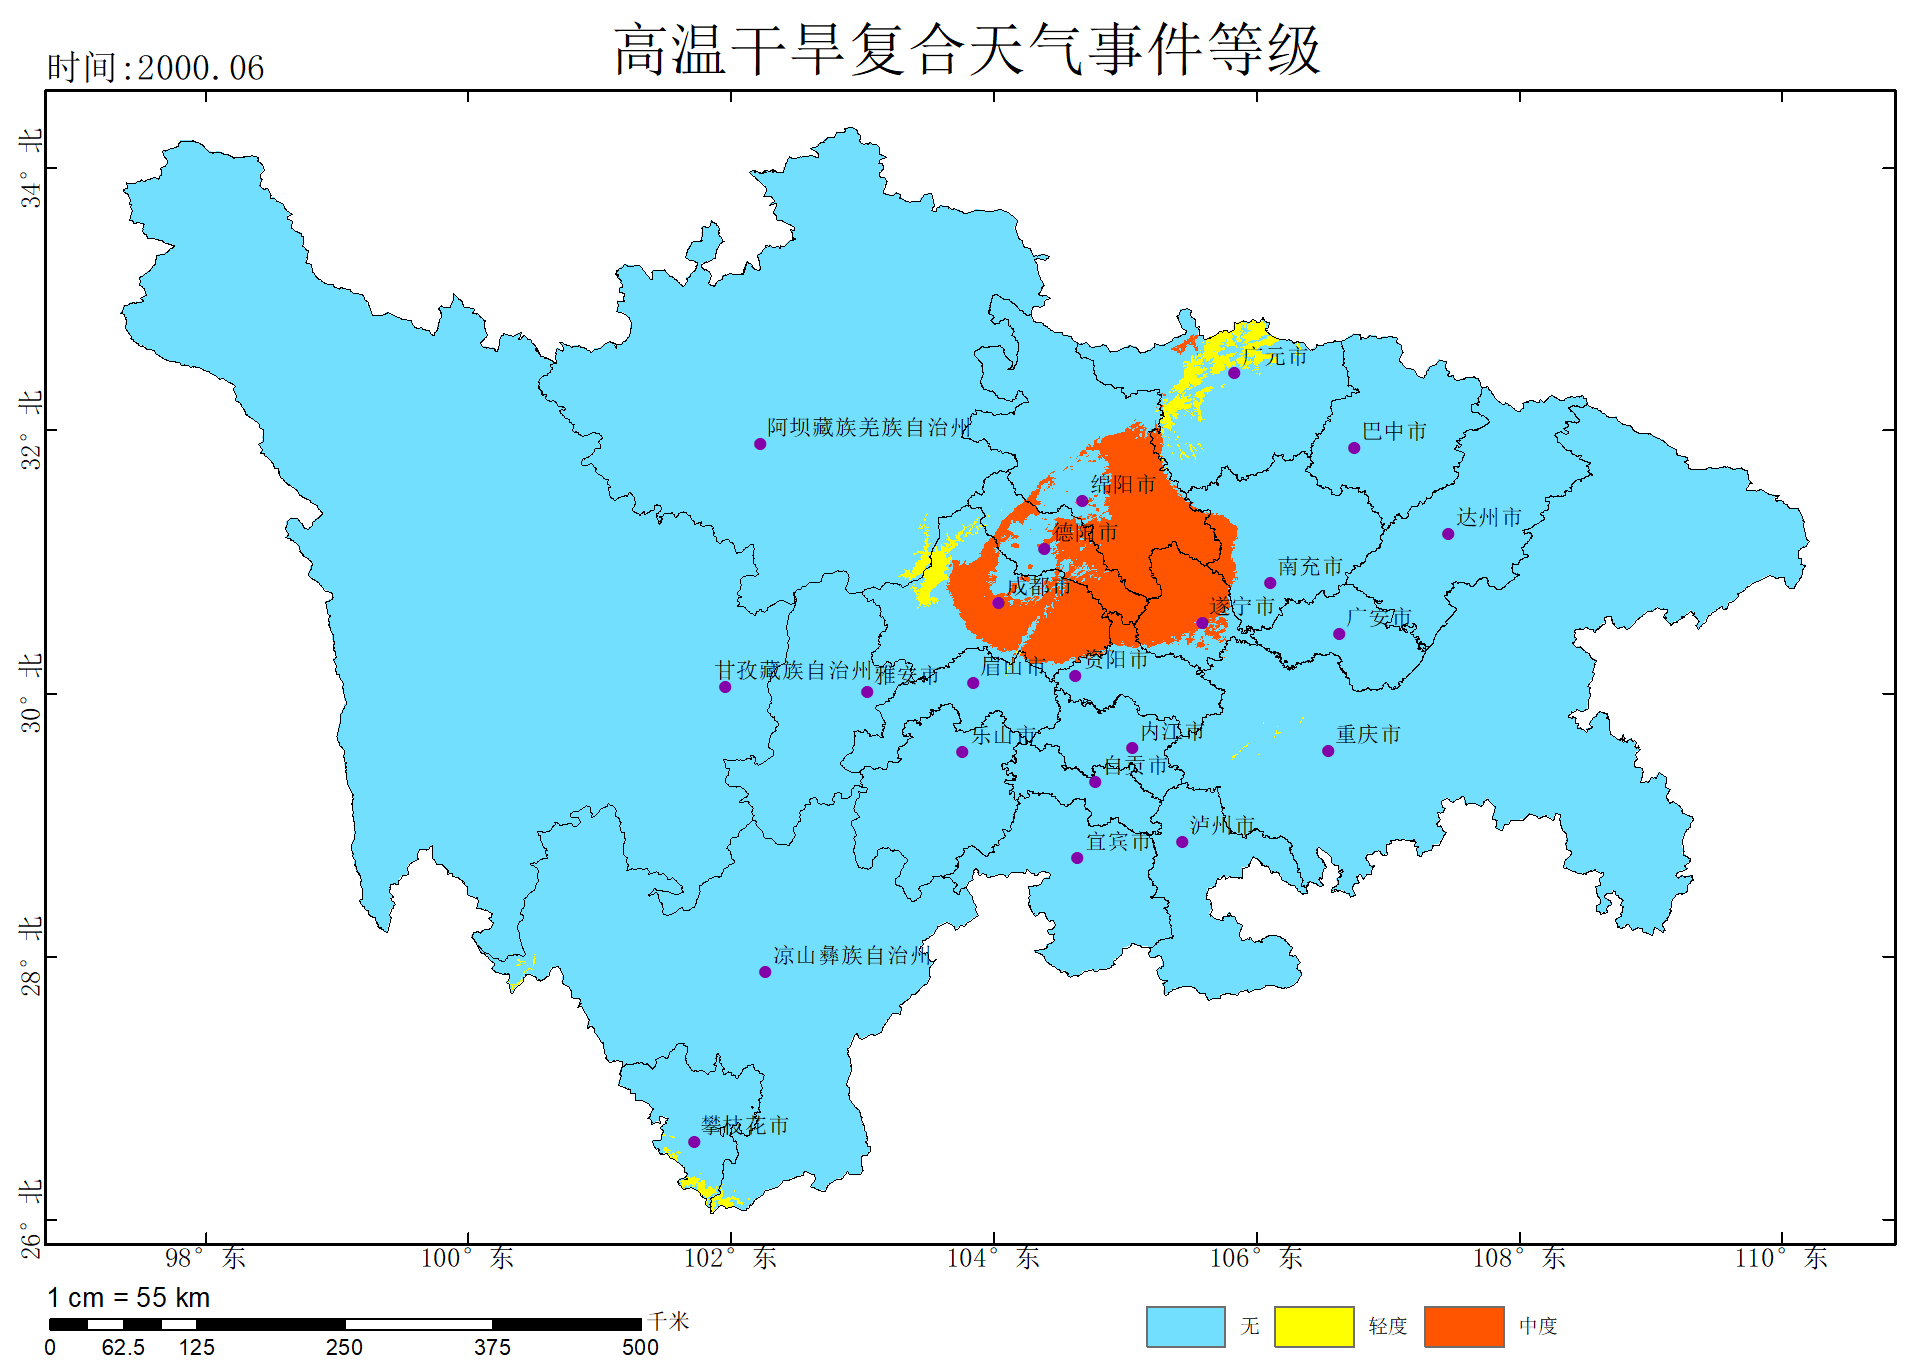 高温干旱复合天气事件等级
时间:2000.06
34°北
32°北
30°北
28°北
26°北
98°东
100°东
102°东
104°东
106°东
108°东
110°东
广元市
阿坝藏族羌族自治州
巴中市
绵阳市
达州市
德阳市
南充市
成都市
遂宁市
广安市
甘孜藏族自治州
雅安市
眉山市
资阳市
乐山市
内江市
重庆市
自贡市
泸州市
宜宾市
凉山彝族自治州
攀枝花市
1 cm = 55 km
千米
0 62.5 125 250 375 500
无 轻度 中度